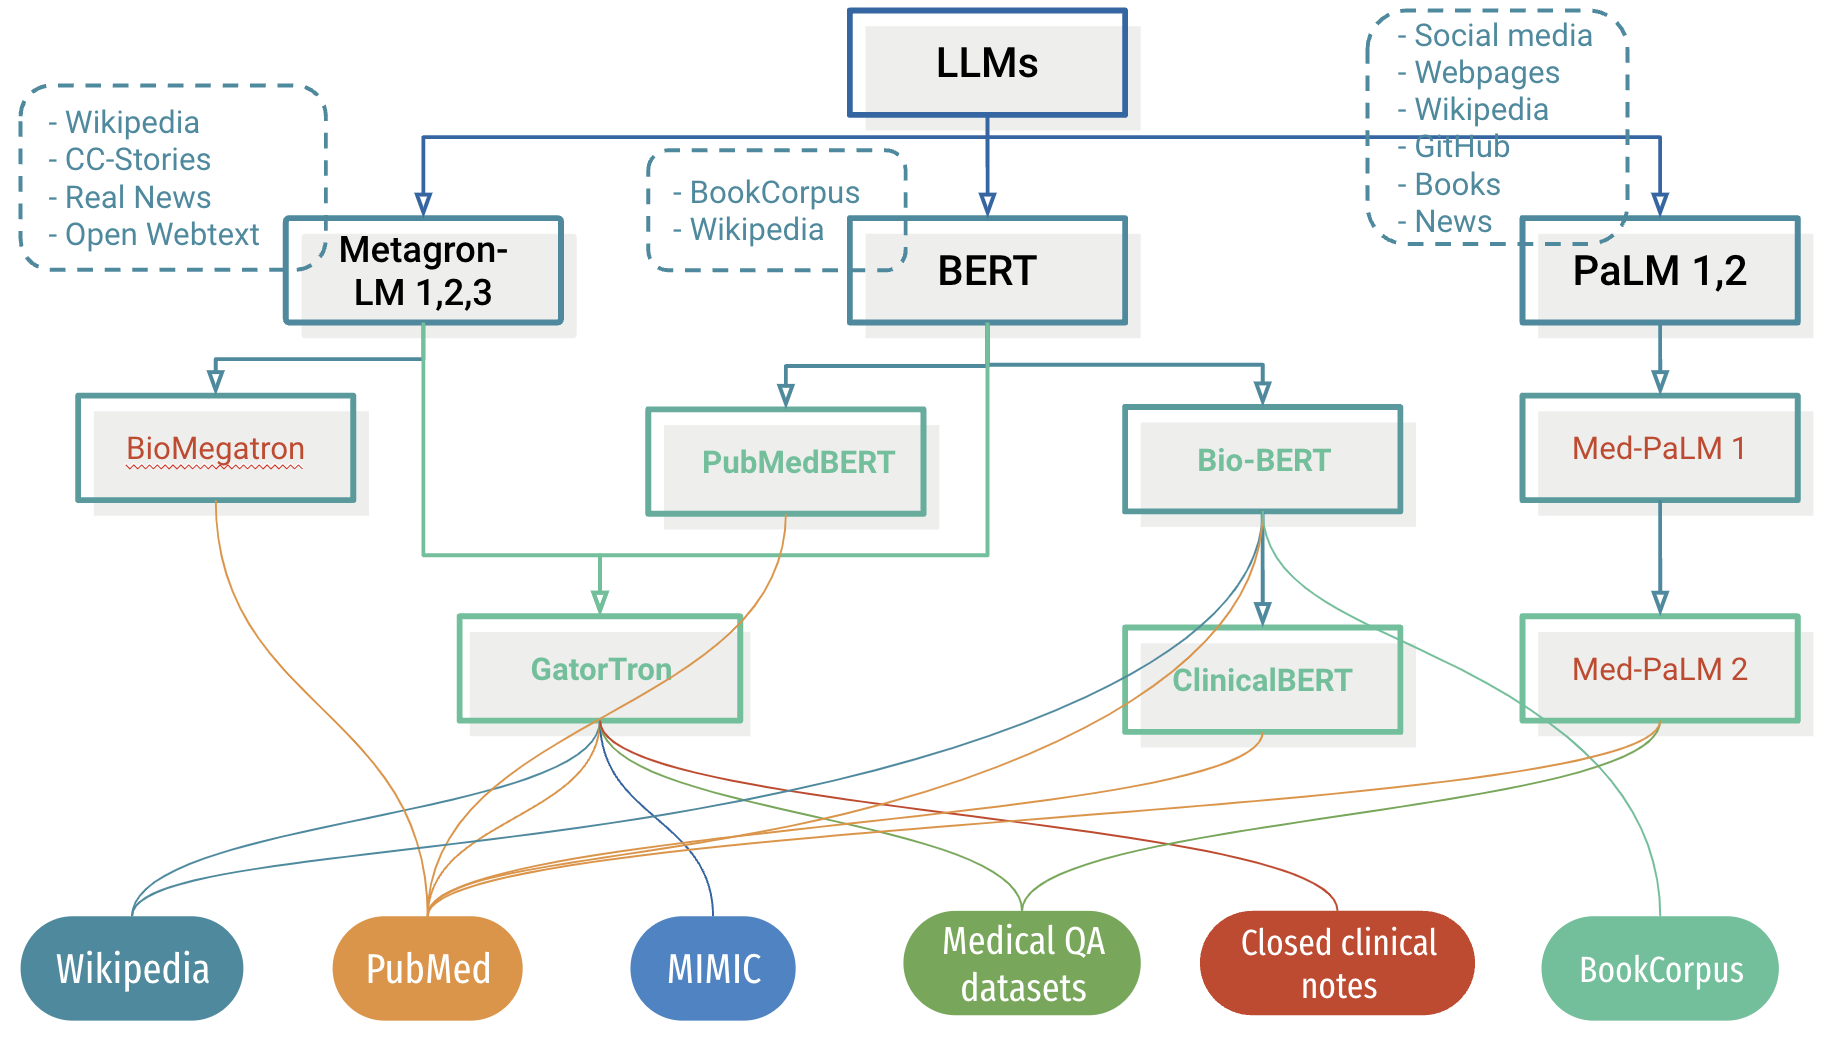 LLMs
- Social media
- Webpages
- Wikipedia
- GitHub
- Books
- News
- Wikipedia
- CC-Stories
- Real News
- Open Webtext
- BookCorpus
- Wikipedia
Metagron-
LM 1,2,3
BERT
PaLM 1,2
BioMegatron
PubMedBERT
Bio-BERT
Med-PaLM 1
GatorTron
ClinicalBERT
Med-PaLM 2
Wikipedia
PubMed
MIMIC
Medical QA
datasets
Closed clinical
notes
BookCorpus